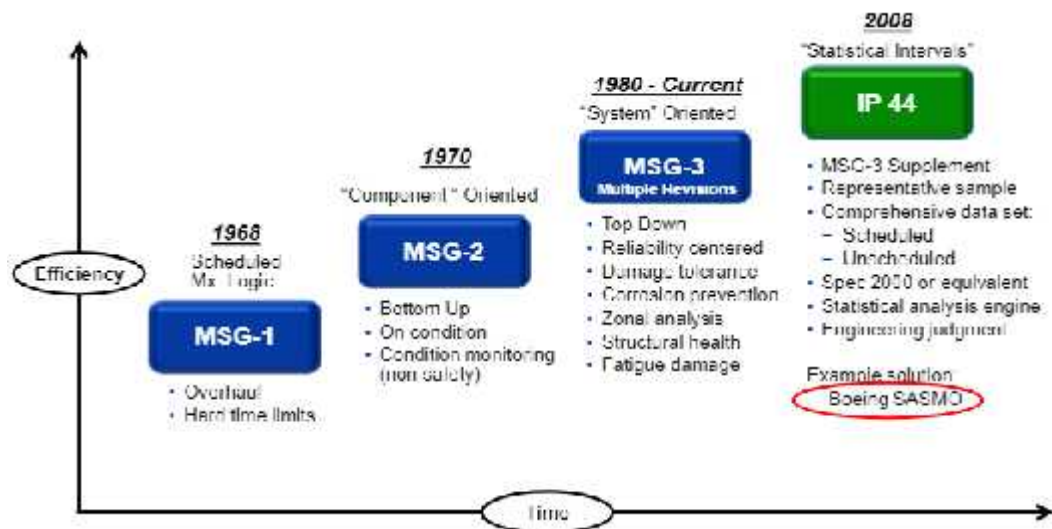 2008
"Statistical Intervals"
IP 44
• MSG-3 Supplement
• Representative sample
• Comprehensive data set:
– Scheduled
– Unscheduled
• Spec 2000 or equivalent
• Statistical analysis engine
• Engineering judgment
Example solution
Boeing SASMO
1980 - Current
"System" Oriented
MSG-3
Multiple Revisions
• Top Down
• Reliability centered
• Damage tolerance
• Corrosion prevention
• Zonal analysis
• Structural health
• Fatigue damage
1970
"Component" Oriented
MSG-2
• Bottom Up
• On condition
• Condition monitoring
(non safety)
1968
Scheduled
Mx. Logic
MSG-1
• Overhaul
• Hard time limits
Efficiency
Time